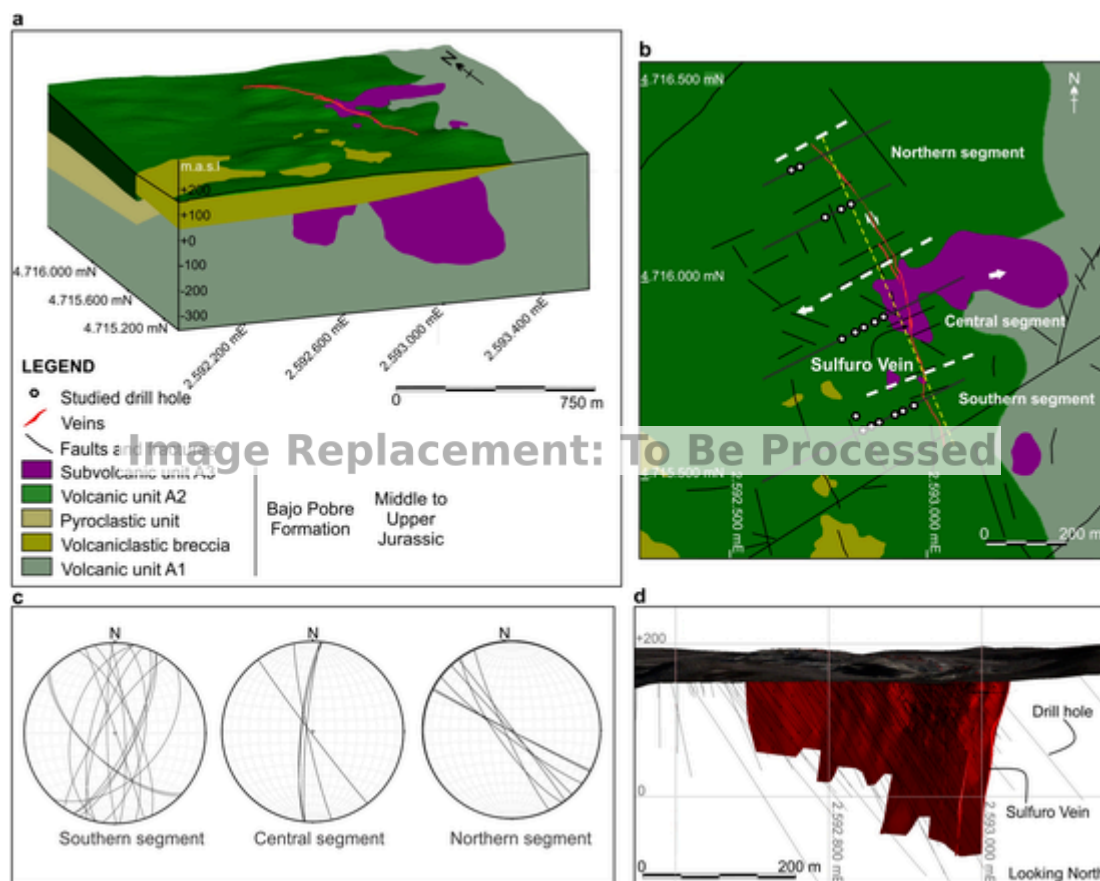 a
N
m.a.s.l
+200
+100
+0
-100
-200
-300
4.716.000 mN
4.715.600 mN
4.715.200 mN
2.592.200 mE
2.592.600 mE
2.593.000 mE
2.593.400 mE
0
750 m
LEGEND
Studied drill hole
Veins
Faults and fractures
Subvolcanic unit A3
Volcanic unit A2
Pyroclastic unit
Volcaniclastic breccia
Volcanic unit A1
Bajo Pobre
Formation
Middle to
Upper
Jurassic
b
4.716.500 mN
N
Northern segment
4.716.000 mN
Central segment
Sulfuro Vein
Southern segment
Image Replacement: To Be Processed
4.715.500 mN
2.592.500 mE
2.593.000 mE
0
200 m
c
N
N
N
Southern segment
Central segment
Northern segment
d
+200
Drill hole
0
Sulfuro Vein
2.592.800 mE
2.593.000 mE
0
200 m
Looking North